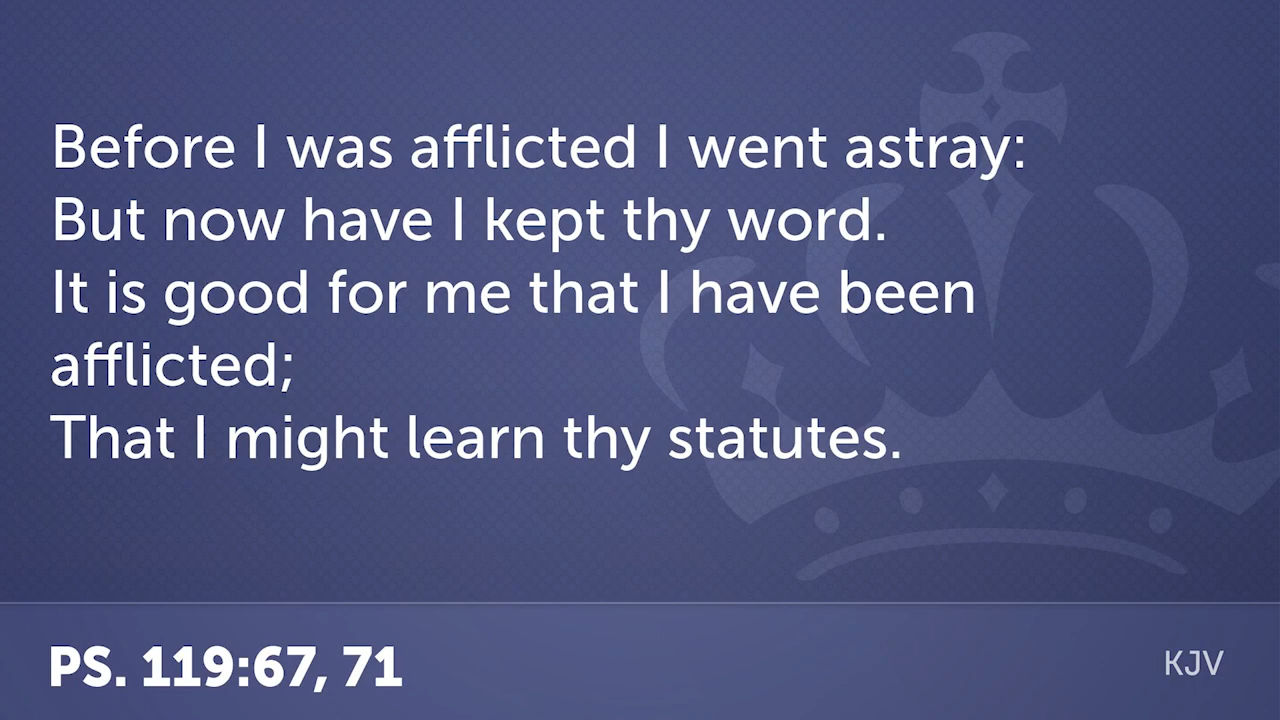 Before I was afflicted I went astray:
But now have I kept thy word.
It is good for me that I have been
afflicted;
That I might learn thy statutes.
PS. 119:67, 71
KJV